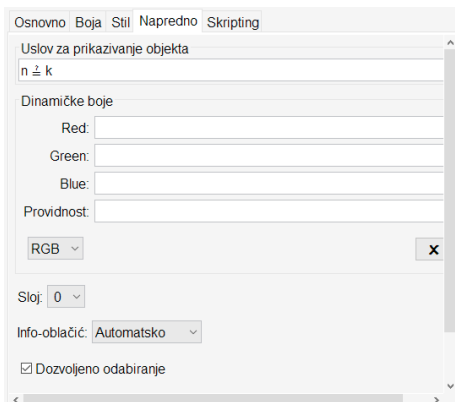 Osnovno Boja Stil Napredno Skripting
Uslov za prikazivanje objekta
n ≟ k
Dinamičke boje
Red:
Green:
Blue:
Providnost:
RGB X
Sloj: 0
Info-oblačić: Automatsko
Dozvoljeno odabiranje